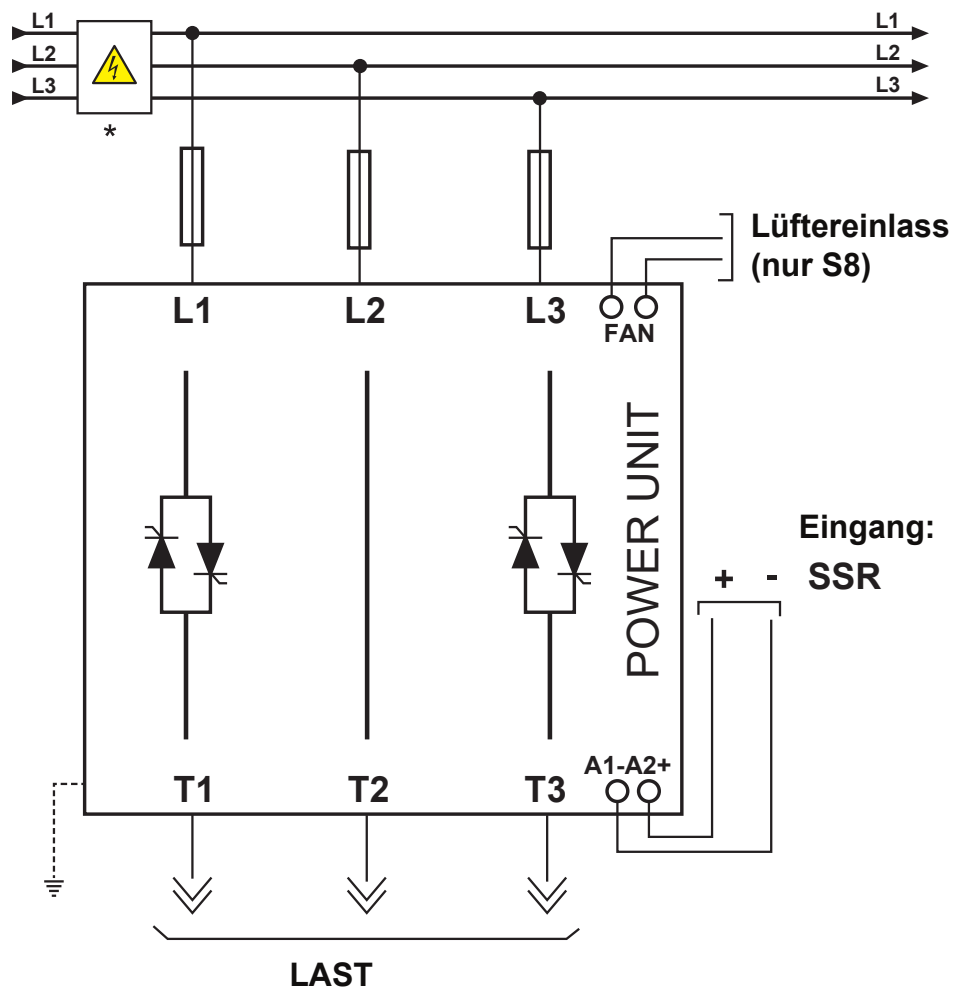 L1 L1
L2 L2
L3 L3
*
Lüftereinlass
(nur S8)
L1 L2 L3
FAN
POWER UNIT
Eingang:
+ - SSR
A1-A2+
T1 T2 T3
LAST